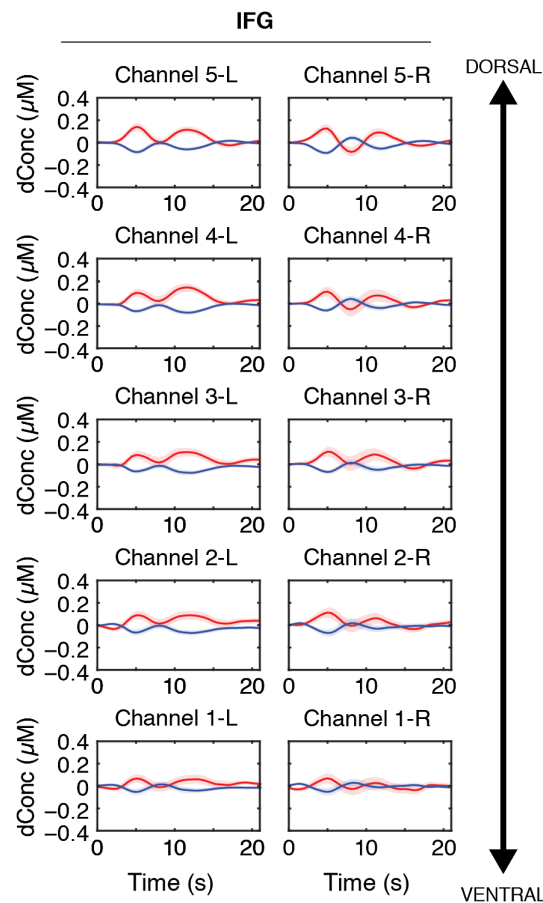 IFG
DORSAL
Channel 5-L Channel 5-R
dConc (µM)
0.4
0.2
0
−0.2
−0.4
0 10 20 0 10 20
Channel 4-L Channel 4-R
dConc (µM)
0.4
0.2
0
−0.2
−0.4
0 10 20 0 10 20
Channel 3-L Channel 3-R
dConc (µM)
0.4
0.2
0
−0.2
−0.4
0 10 20 0 10 20
Channel 2-L Channel 2-R
dConc (µM)
0.4
0.2
0
−0.2
−0.4
0 10 20 0 10 20
Channel 1-L Channel 1-R
dConc (µM)
0.4
0.2
0
−0.2
−0.4
0 10 20 0 10 20
Time (s) Time (s)
VENTRAL